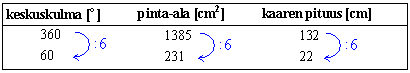 keskuskulma [°] pinta-ala [cm²] kaaren pituus [cm]
360 1385 132
:6 :6 :6
60 231 22